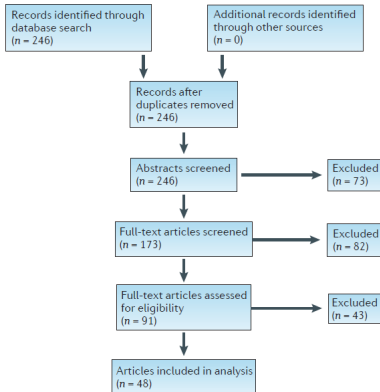 Records identified through
database search
(n = 246)
Additional records identified
through other sources
(n = 0)
Records after
duplicates removed
(n = 246)
Abstracts screened
(n = 246)
Excluded
(n = 73)
Full-text articles screened
(n = 173)
Excluded
(n = 82)
Full-text articles assessed
for eligibility
(n = 91)
Excluded
(n = 43)
Articles included in analysis
(n = 48)